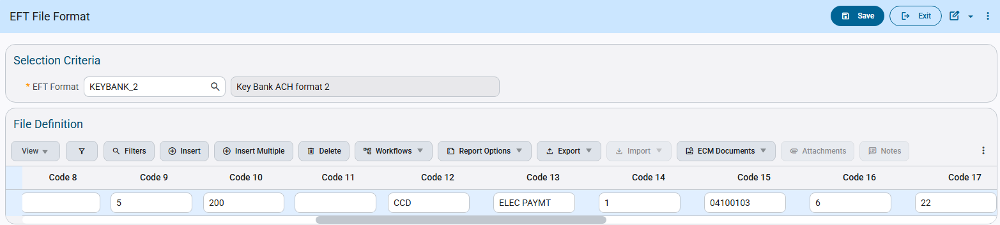 EFT File Format
Save
Exit
Selection Criteria
* EFT Format
KEYBANK_2
Key Bank ACH format 2
File Definition
View
Filters
Insert
Insert Multiple
Delete
Workflows
Report Options
Export
Import
ECM Documents
Attachments
Notes
Code 8 Code 9 Code 10 Code 11 Code 12 Code 13 Code 14 Code 15 Code 16 Code 17
5 200 CCD ELEC PAYMT 1 04100103 6 22